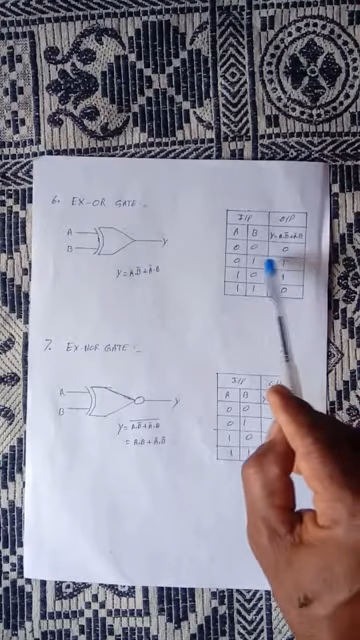 6. EX-OR GATE:-
A
B
Y
Y = A.B̅ + A̅.B
I/P O/P
A B Y=A.B̅+A̅.B
0 0 0
0 1 1
1 0 1
1 1 0
7. EX-NOR GATE:-
A
B
Y
I/P
A B
0 0
0 1
1 0
1 1